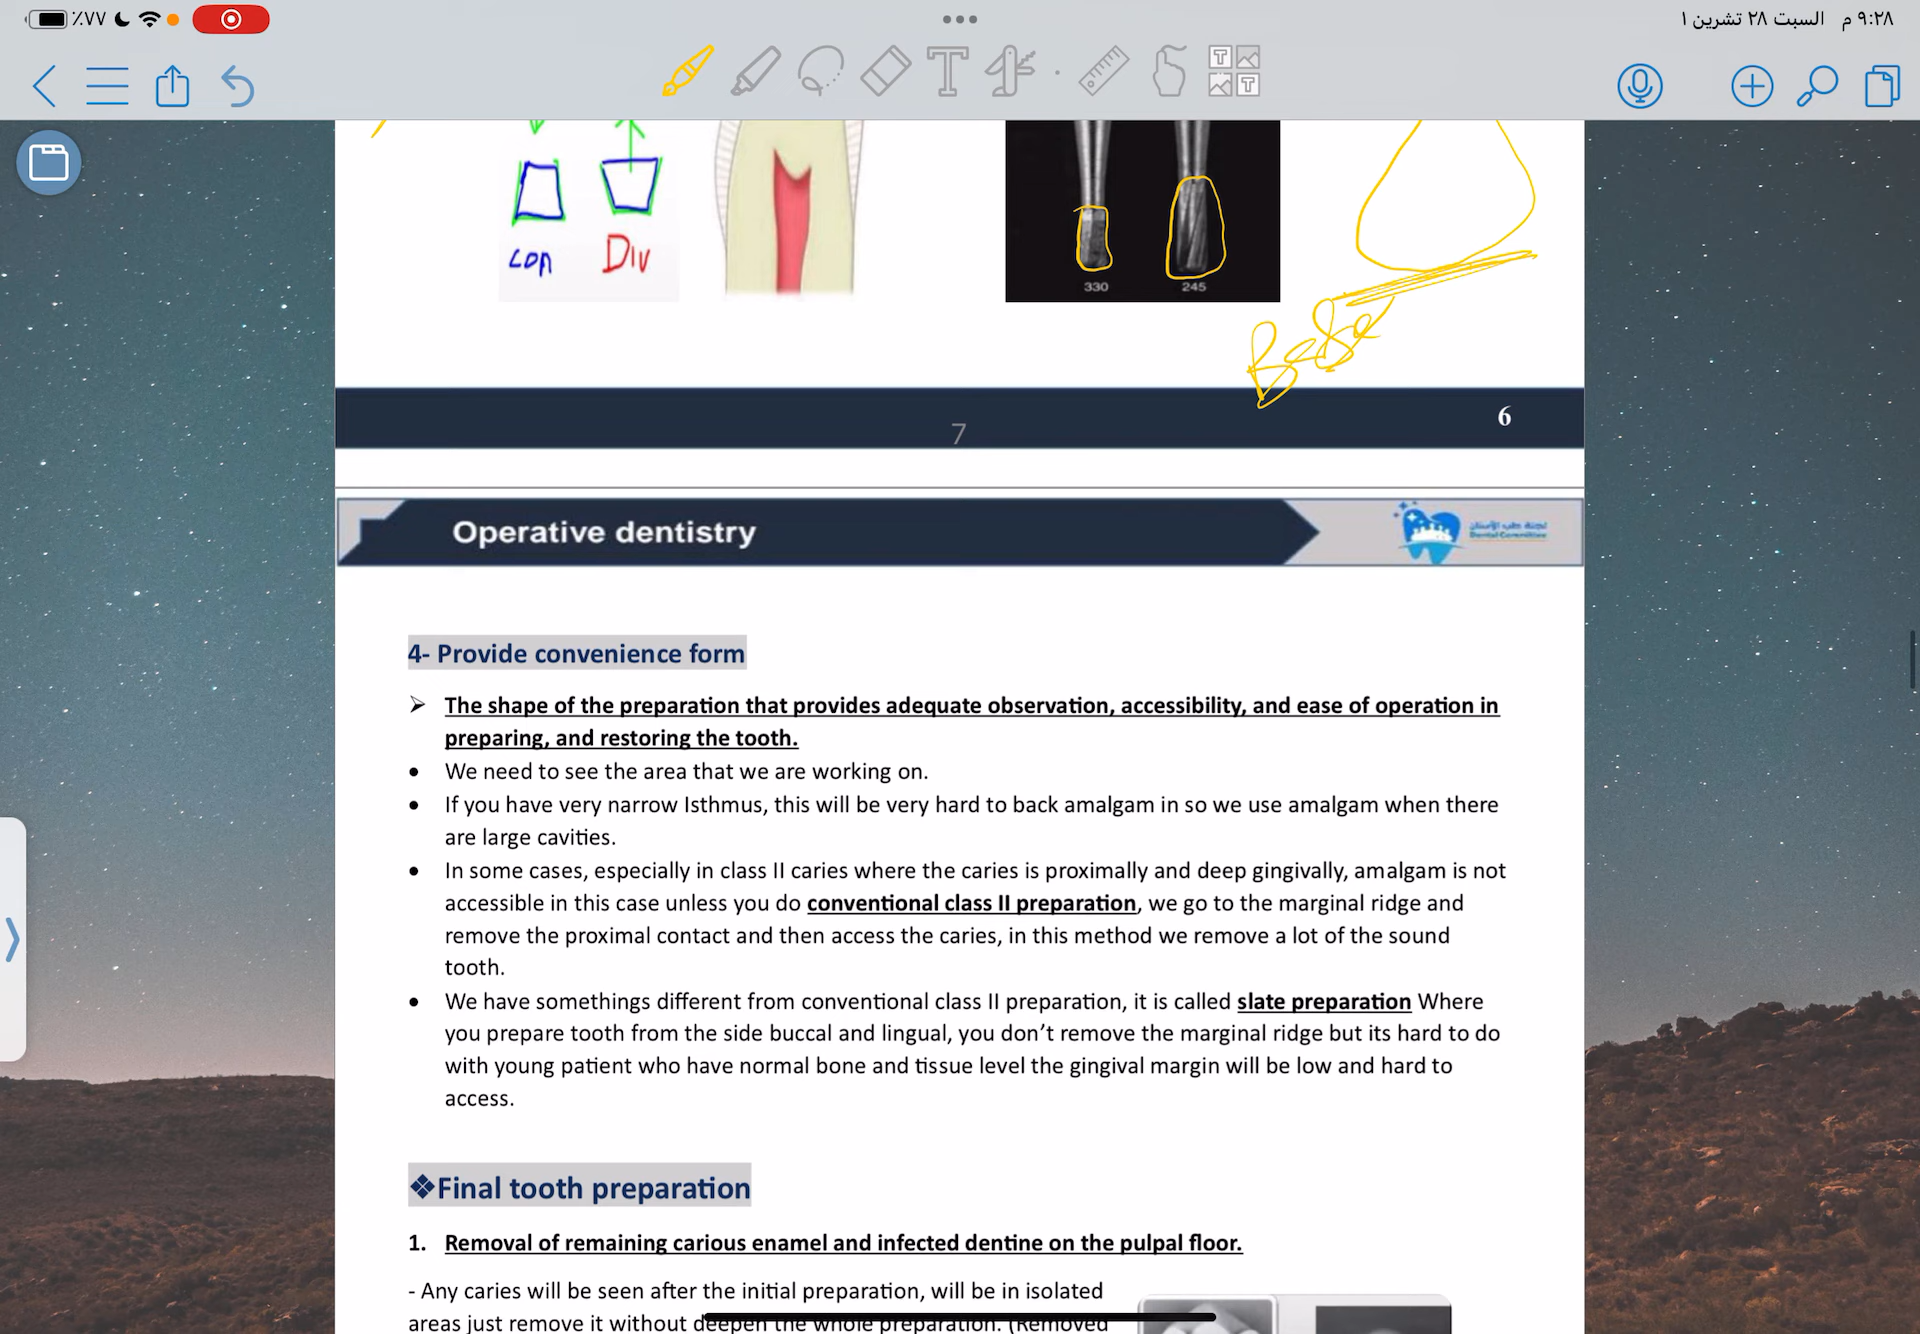 ٪٧٧
٩:٢٨ م السبت ٢٨ تشرين ١
con Div
330 245
Base
7
6
Operative dentistry
لجنة طب الأسنان
Dental Committee
4- Provide convenience form
➢ The shape of the preparation that provides adequate observation, accessibility, and ease of operation in
preparing, and restoring the tooth.
• We need to see the area that we are working on.
• If you have very narrow Isthmus, this will be very hard to back amalgam in so we use amalgam when there
are large cavities.
• In some cases, especially in class II caries where the caries is proximally and deep gingivally, amalgam is not
accessible in this case unless you do conventional class II preparation, we go to the marginal ridge and
remove the proximal contact and then access the caries, in this method we remove a lot of the sound
tooth.
• We have somethings different from conventional class II preparation, it is called slate preparation Where
you prepare tooth from the side buccal and lingual, you don’t remove the marginal ridge but its hard to do
with young patient who have normal bone and tissue level the gingival margin will be low and hard to
access.
❖Final tooth preparation
1. Removal of remaining carious enamel and infected dentine on the pulpal floor.
- Any caries will be seen after the initial preparation, will be in isolated
areas just remove it without deepen the whole preparation. (Removed